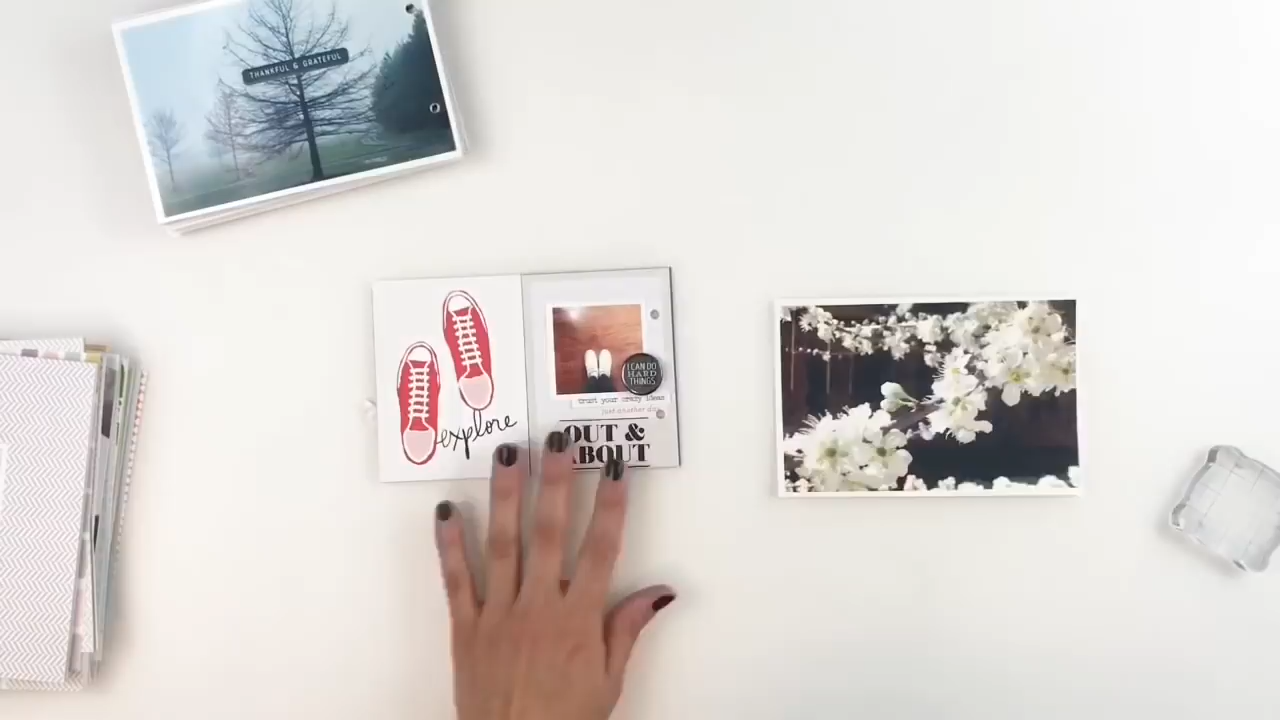 THANKFUL & GRATEFUL
explore
I CAN DO
HARD
THINGS
trust your crazy ideas
just another day
OUT &
ABOUT